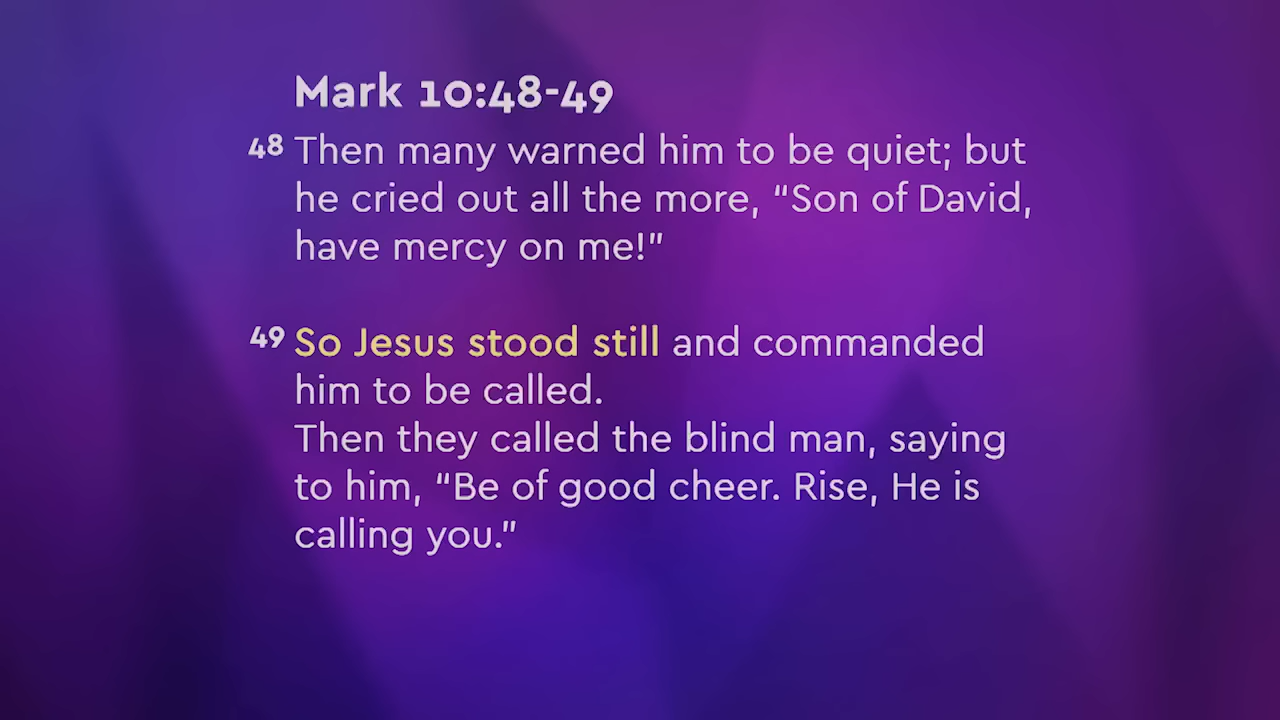 Mark 10:48-49
48 Then many warned him to be quiet; but
he cried out all the more, “Son of David,
have mercy on me!”
49 So Jesus stood still and commanded
him to be called.
Then they called the blind man, saying
to him, “Be of good cheer. Rise, He is
calling you.”